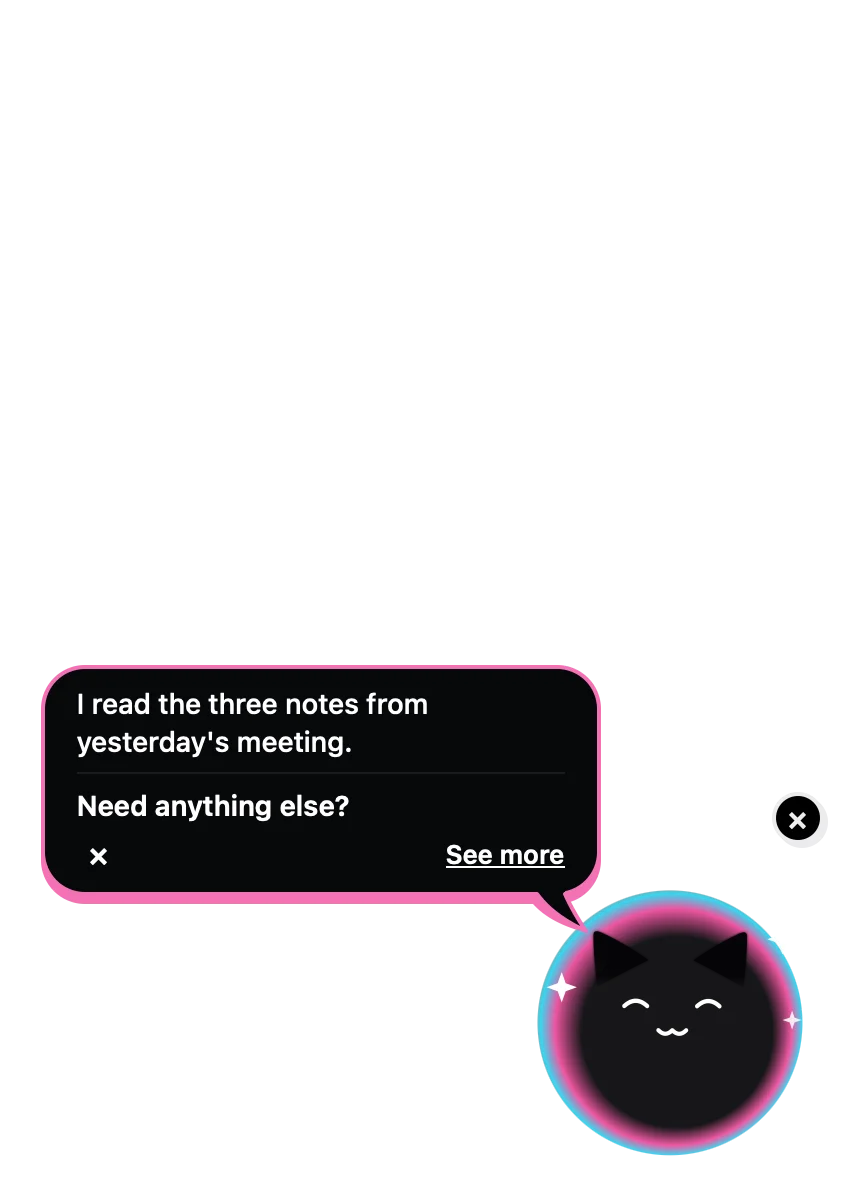 I read the three notes from
yesterday's meeting.
Need anything else?
See more